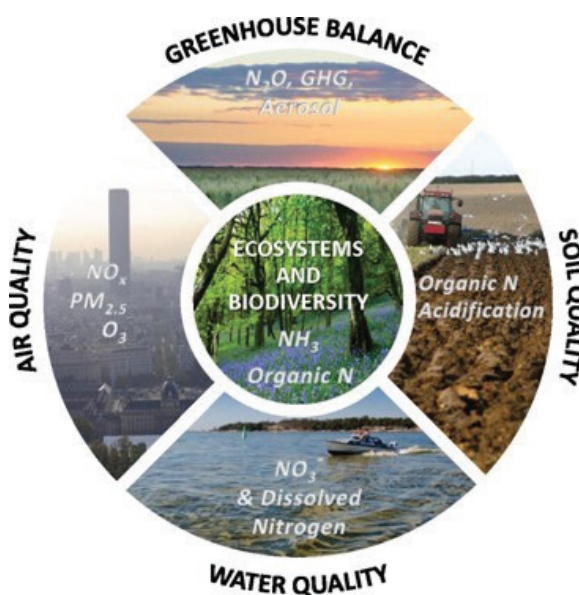 GREENHOUSE BALANCE
N₂O, GHG,
Aerosol
AIR QUALITY
NOₓ
PM₂.₅
O₃
ECOSYSTEMS
AND
BIODIVERSITY
NH₃
Organic N
SOIL QUALITY
Organic N
Acidification
NO₃⁻
& Dissolved
Nitrogen
WATER QUALITY